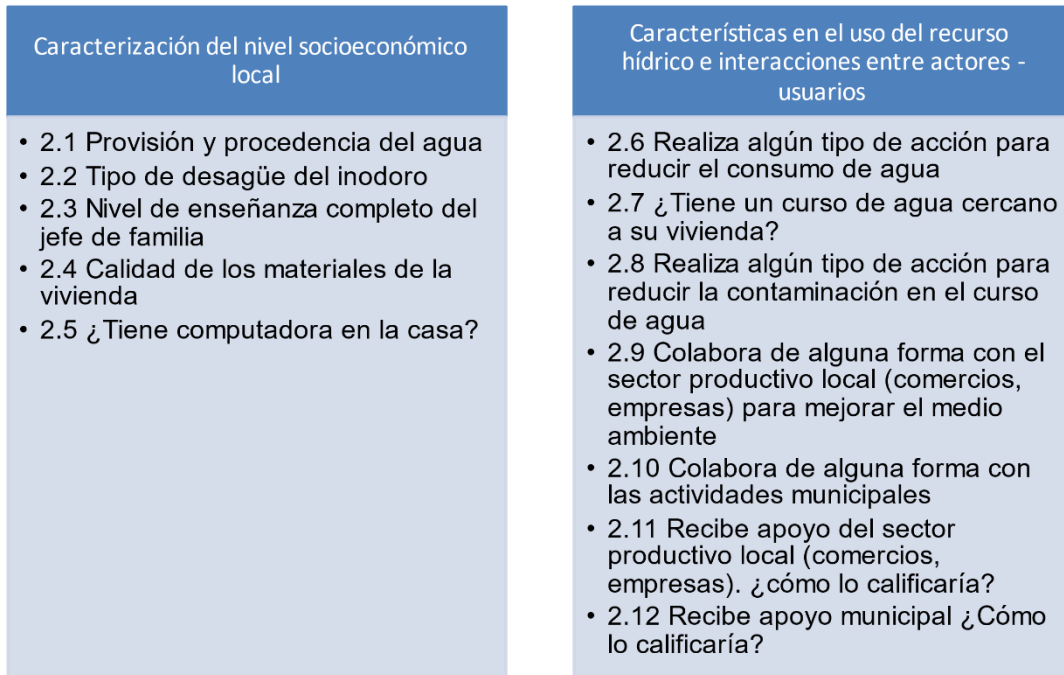 Caracterización del nivel socioeconómico
local
• 2.1 Provisión y procedencia del agua
• 2.2 Tipo de desagüe del inodoro
• 2.3 Nivel de enseñanza completo del
jefe de familia
• 2.4 Calidad de los materiales de la
vivienda
• 2.5 ¿Tiene computadora en la casa?
Características en el uso del recurso
hídrico e interacciones entre actores -
usuarios
• 2.6 Realiza algún tipo de acción para
reducir el consumo de agua
• 2.7 ¿Tiene un curso de agua cercano
a su vivienda?
• 2.8 Realiza algún tipo de acción para
reducir la contaminación en el curso
de agua
• 2.9 Colabora de alguna forma con el
sector productivo local (comercios,
empresas) para mejorar el medio
ambiente
• 2.10 Colabora de alguna forma con
las actividades municipales
• 2.11 Recibe apoyo del sector
productivo local (comercios,
empresas). ¿cómo lo calificaría?
• 2.12 Recibe apoyo municipal ¿Cómo
lo calificaría?